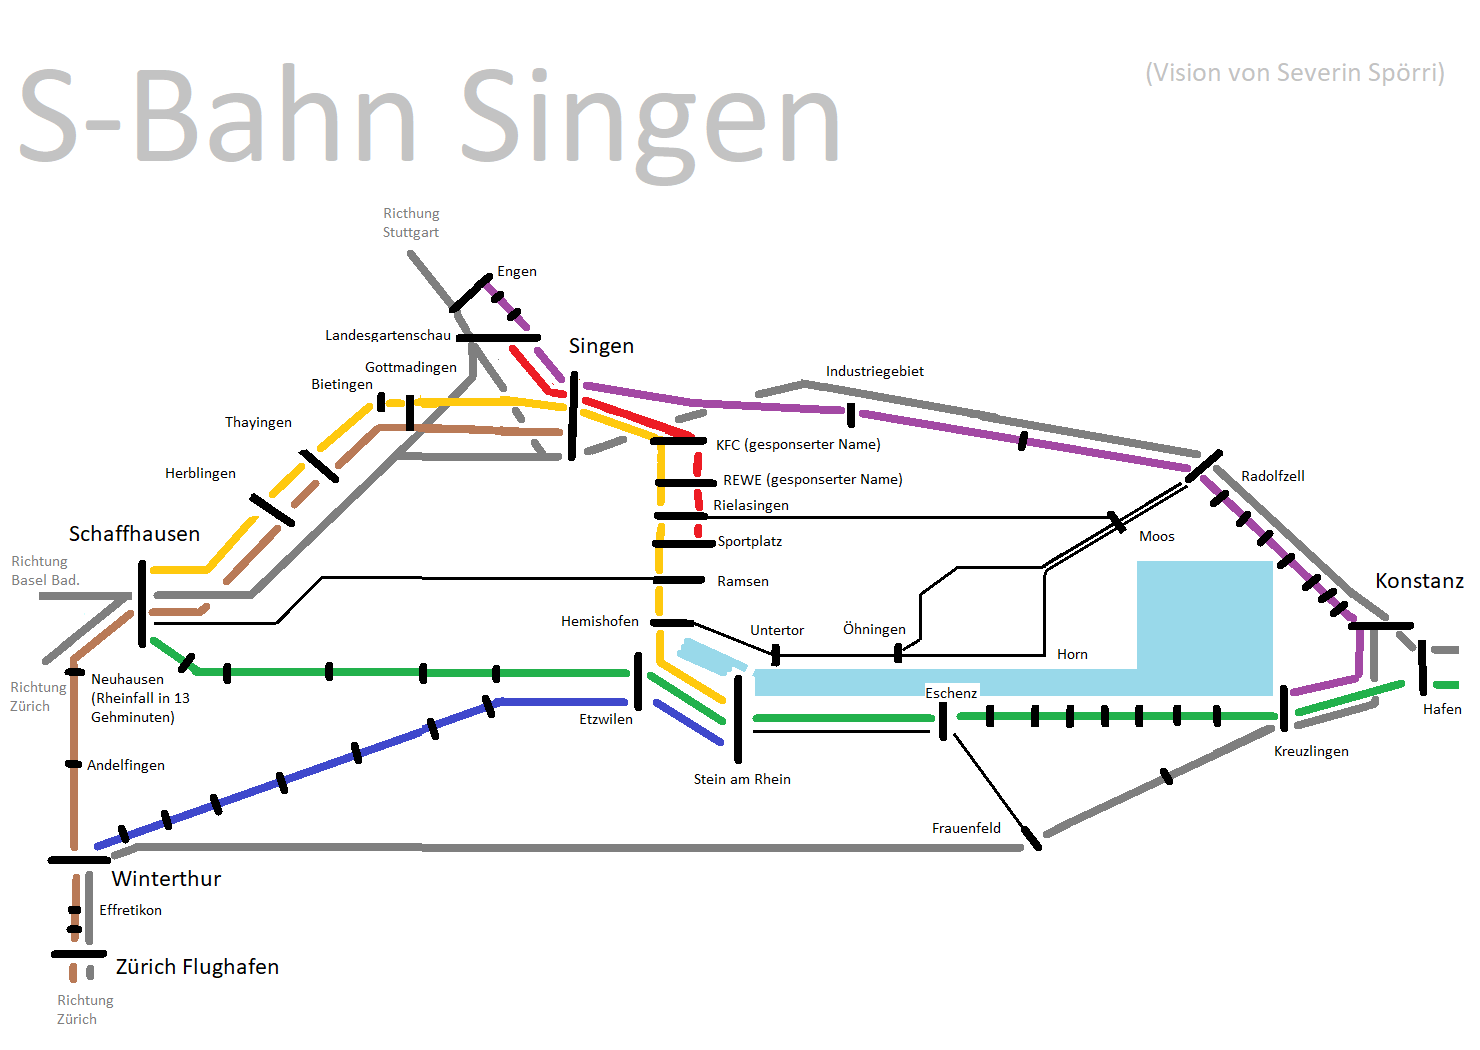 (Vision von Severin Spörri)
S-Bahn Singen
Ricthung
Stuttgart
Engen
Landesgartenschau
Singen
Gottmadingen
Industriegebiet
Bietingen
Thayingen
KFC (gesponserter Name)
Herblingen
REWE (gesponserter Name)
Radolfzell
Rielasingen
Schaffhausen
Sportplatz
Moos
Richtung
Basel Bad.
Ramsen
Konstanz
Hemishofen
Untertor
Öhningen
Horn
Neuhausen
(Rheinfall in 13
Gehminuten)
Richtung
Zürich
Eschenz
Etzwilen
Hafen
Kreuzlingen
Andelfingen
Stein am Rhein
Frauenfeld
Winterthur
Effretikon
Zürich Flughafen
Richtung
Zürich